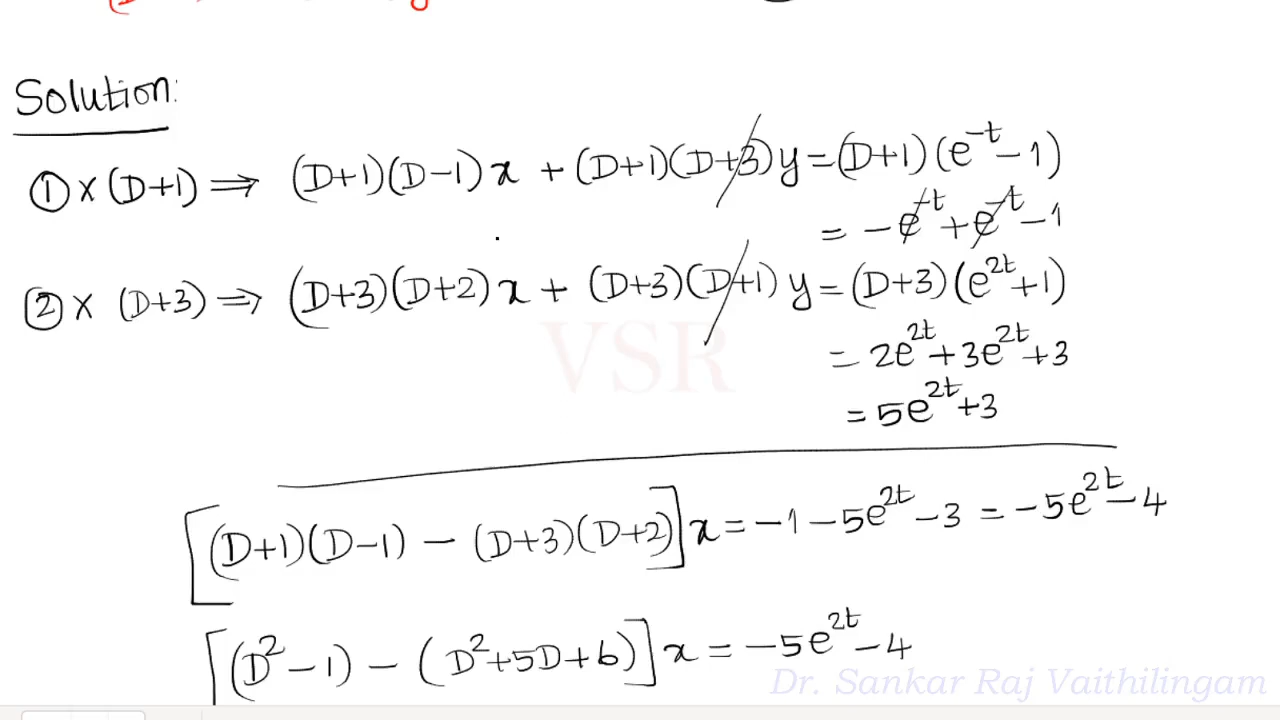 Solution:
① × (D+1) ⇒ (D+1)(D-1)x + (D+1)(D+3)y = (D+1)(e^{-t} - 1)
= -e^{-t} + e^{-t} - 1
② × (D+3) ⇒ (D+3)(D+2)x + (D+3)(D+1)y = (D+3)(e^{2t} + 1)
VSR
= 2e^{2t} + 3e^{2t} + 3
= 5e^{2t} + 3
[(D+1)(D-1) - (D+3)(D+2)]x = -1 - 5e^{2t} - 3 = -5e^{2t} - 4
[(D^2 - 1) - (D^2 + 5D + 6)]x = -5e^{2t} - 4
Dr. Sankar Raj Vaithilingam